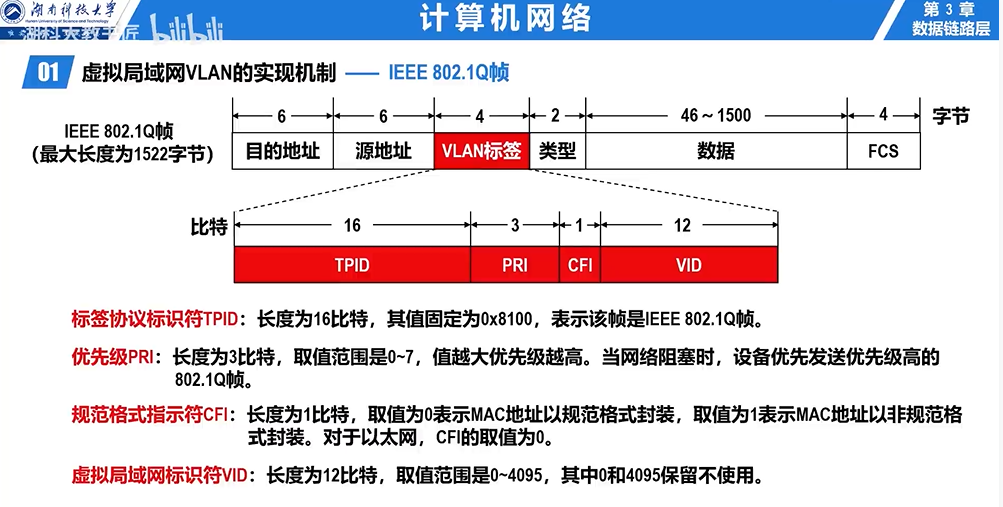 湖南科技大学
Hunan University of Science and Technology
湖科大教书匠 bilibili
计算机网络
第 3 章
数据链路层
01 虚拟局域网VLAN的实现机制 —— IEEE 802.1Q帧
6 6 4 2 46～1500 4 字节
IEEE 802.1Q帧
（最大长度为1522字节）
目的地址 源地址 VLAN标签 类型 数据 FCS
比特 16 3 1 12
TPID PRI CFI VID
标签协议标识符TPID：长度为16比特，其值固定为0x8100，表示该帧是IEEE 802.1Q帧。
优先级PRI：长度为3比特，取值范围是0~7，值越大优先级越高。当网络阻塞时，设备优先发送优先级高的
802.1Q帧。
规范格式指示符CFI：长度为1比特，取值为0表示MAC地址以规范格式封装，取值为1表示MAC地址以非规范格
式封装。对于以太网，CFI的取值为0。
虚拟局域网标识符VID：长度为12比特，取值范围是0~4095，其中0和4095保留不使用。